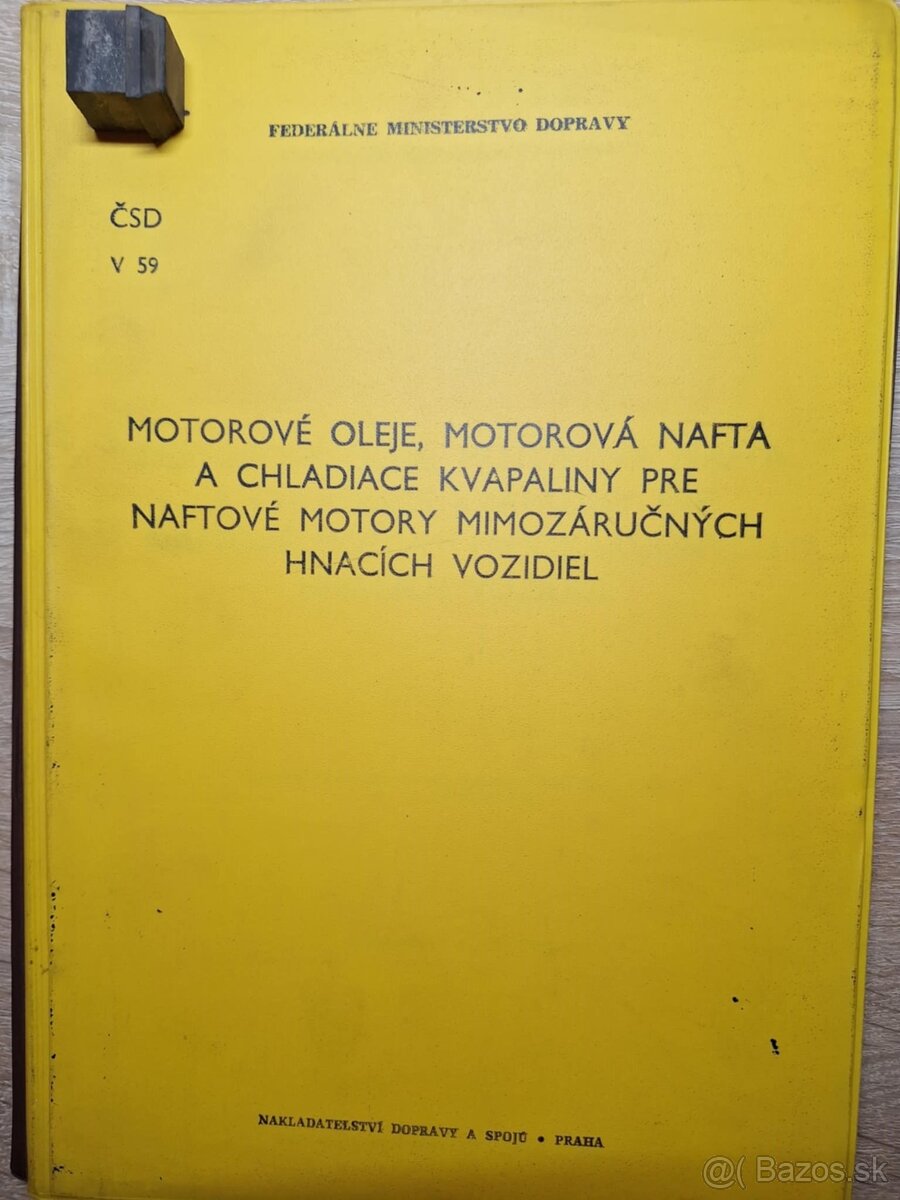 FEDERÁLNE MINISTERSTVO DOPRAVY
ČSD
V 59
MOTOROVÉ OLEJE, MOTOROVÁ NAFTA
A CHLADIACE KVAPALINY PRE
NAFTOVÉ MOTORY MIMOZÁRUČNÝCH
HNACÍCH VOZIDIEL
NAKLADATELSTVÍ DOPRAVY A SPOJŮ • PRAHA
@( Bazos.sk